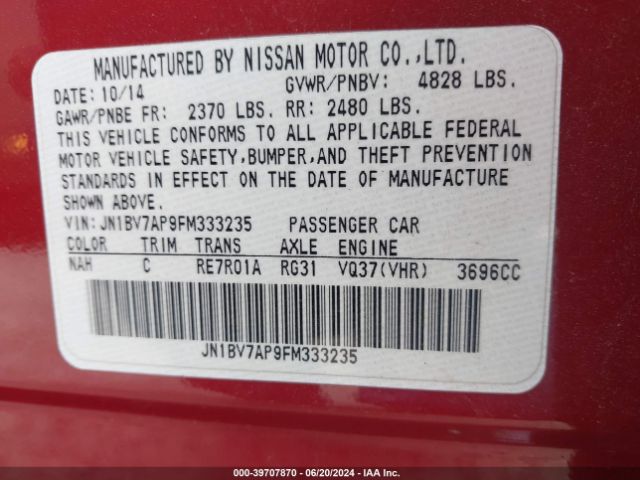 MANUFACTURED BY NISSAN MOTOR CO.,LTD.
DATE: 10/14 GVWR/PNBV: 4828 LBS.
GAWR/PNBE FR: 2370 LBS. RR: 2480 LBS.
THIS VEHICLE CONFORMS TO ALL APPLICABLE FEDERAL
MOTOR VEHICLE SAFETY,BUMPER,AND THEFT PREVENTION
STANDARDS IN EFFECT ON THE DATE OF MANUFACTURE
SHOWN ABOVE.
VIN: JN1BV7AP9FM333235 PASSENGER CAR
COLOR TRIM TRANS AXLE ENGINE
NAH C RE7R01A RG31 VQ37(VHR) 3696CC
JN1BV7AP9FM333235
000-39707870 - 06/20/2024 - IAA Inc.